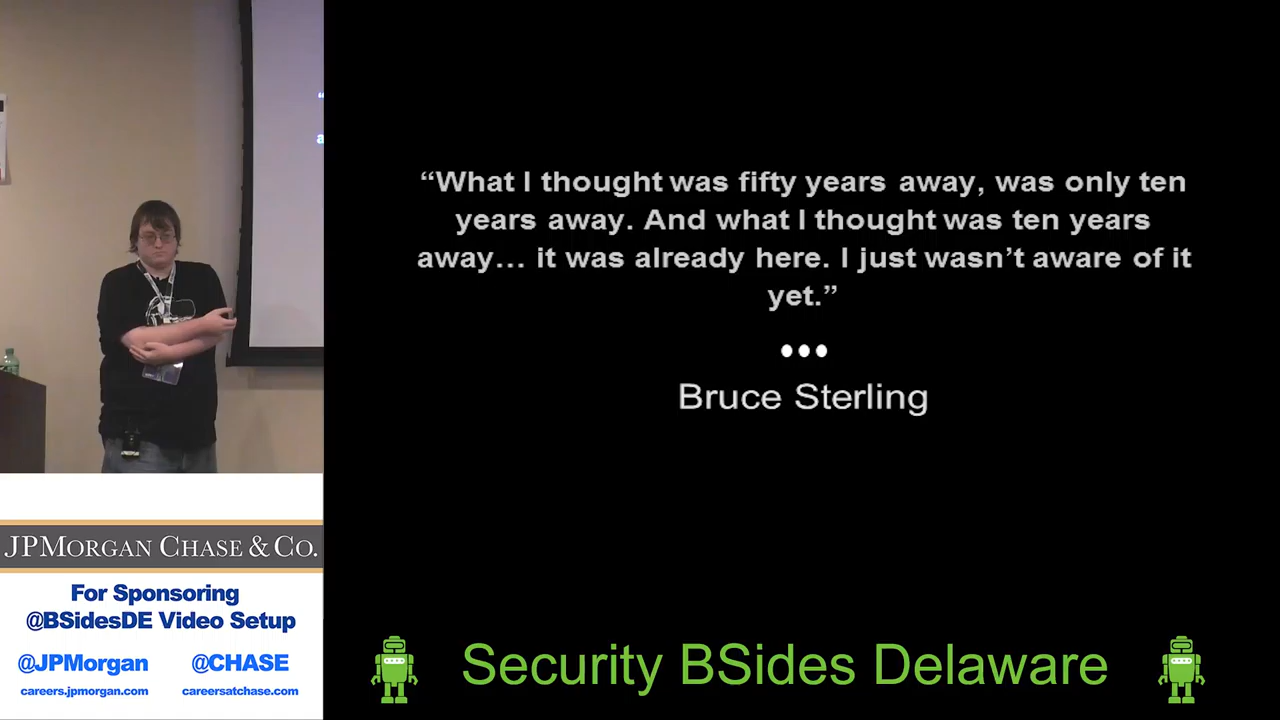 “What I thought was fifty years away, was only ten
years away. And what I thought was ten years
away... it was already here. I just wasn’t aware of it
yet.”
Bruce Sterling
JPMORGAN CHASE & CO.
For Sponsoring
@BSidesDE Video Setup
@JPMorgan @CHASE
careers.jpmorgan.com careersatchase.com
Security BSides Delaware